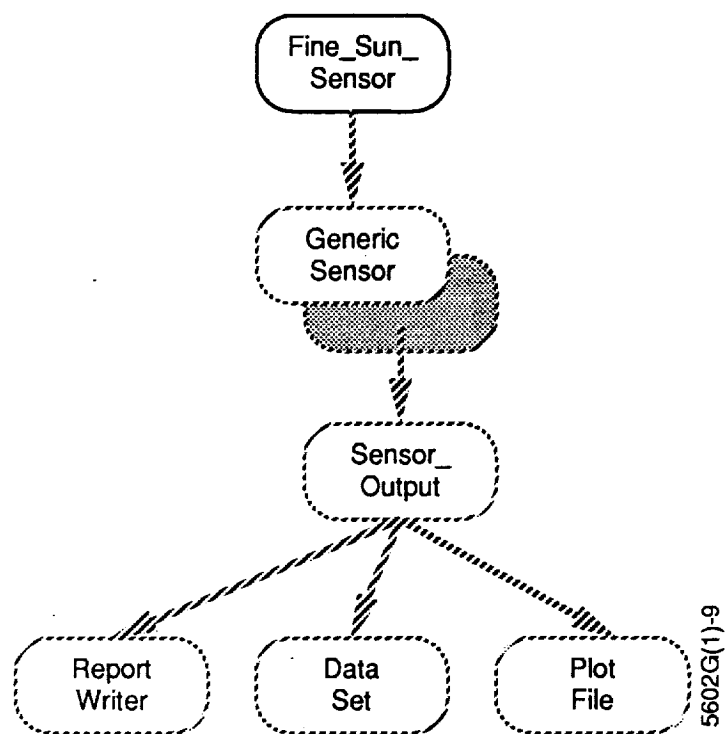 Fine_Sun_
Sensor
Generic
Sensor
Sensor_
Output
Report
Writer
Data
Set
Plot
File
5602G(1)-9